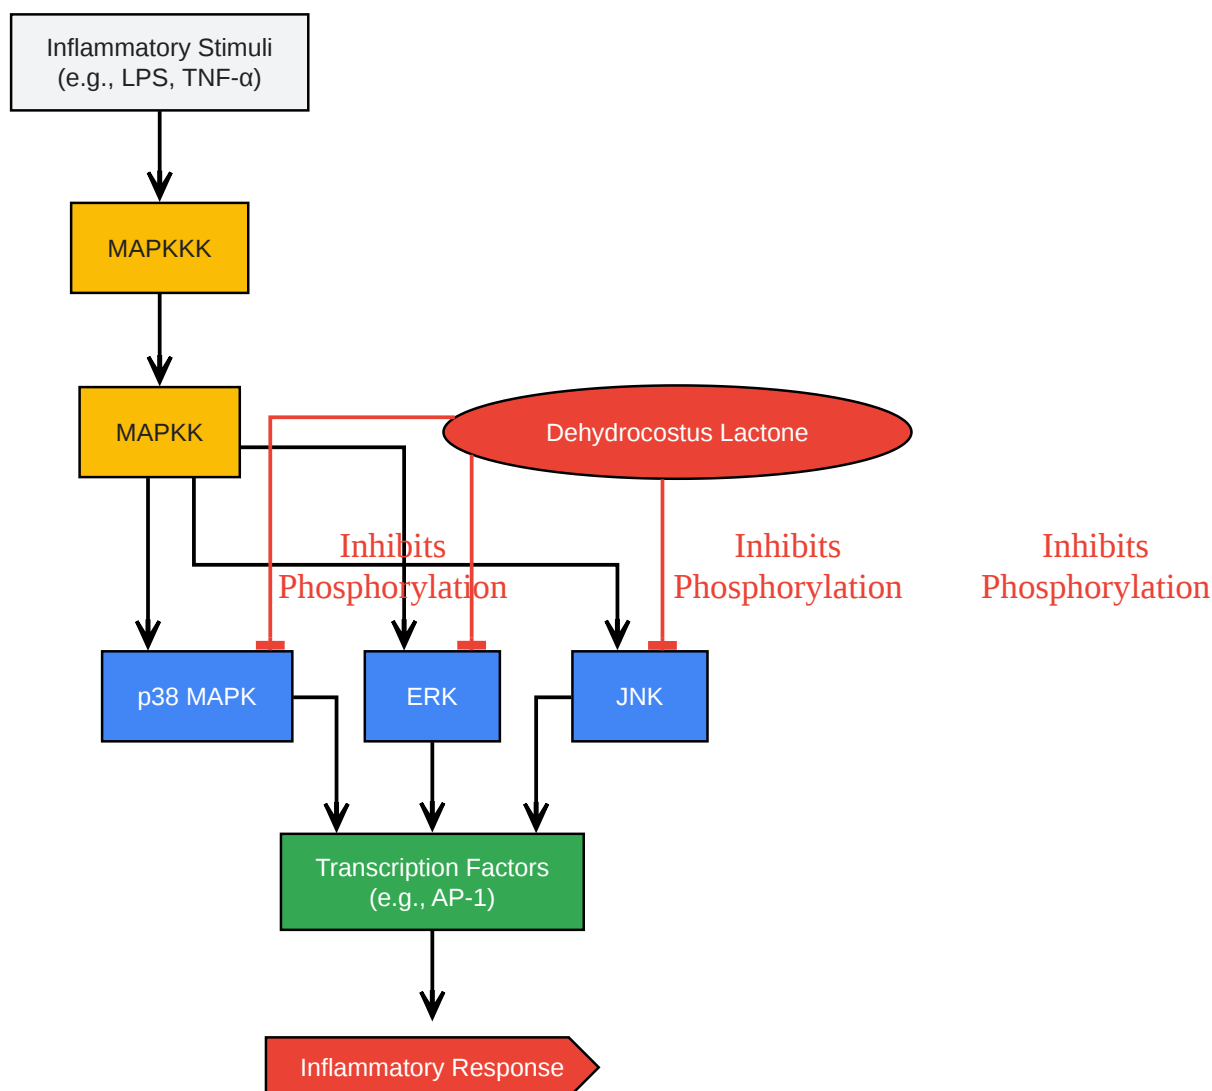 Inflammatory Stimuli
(e.g., LPS, TNF-α)
MAPKKK
MAPKK
Dehydrocostus Lactone
Inhibits
Phosphorylation
Inhibits
Phosphorylation
Inhibits
Phosphorylation
p38 MAPK
ERK
JNK
Transcription Factors
(e.g., AP-1)
Inflammatory Response